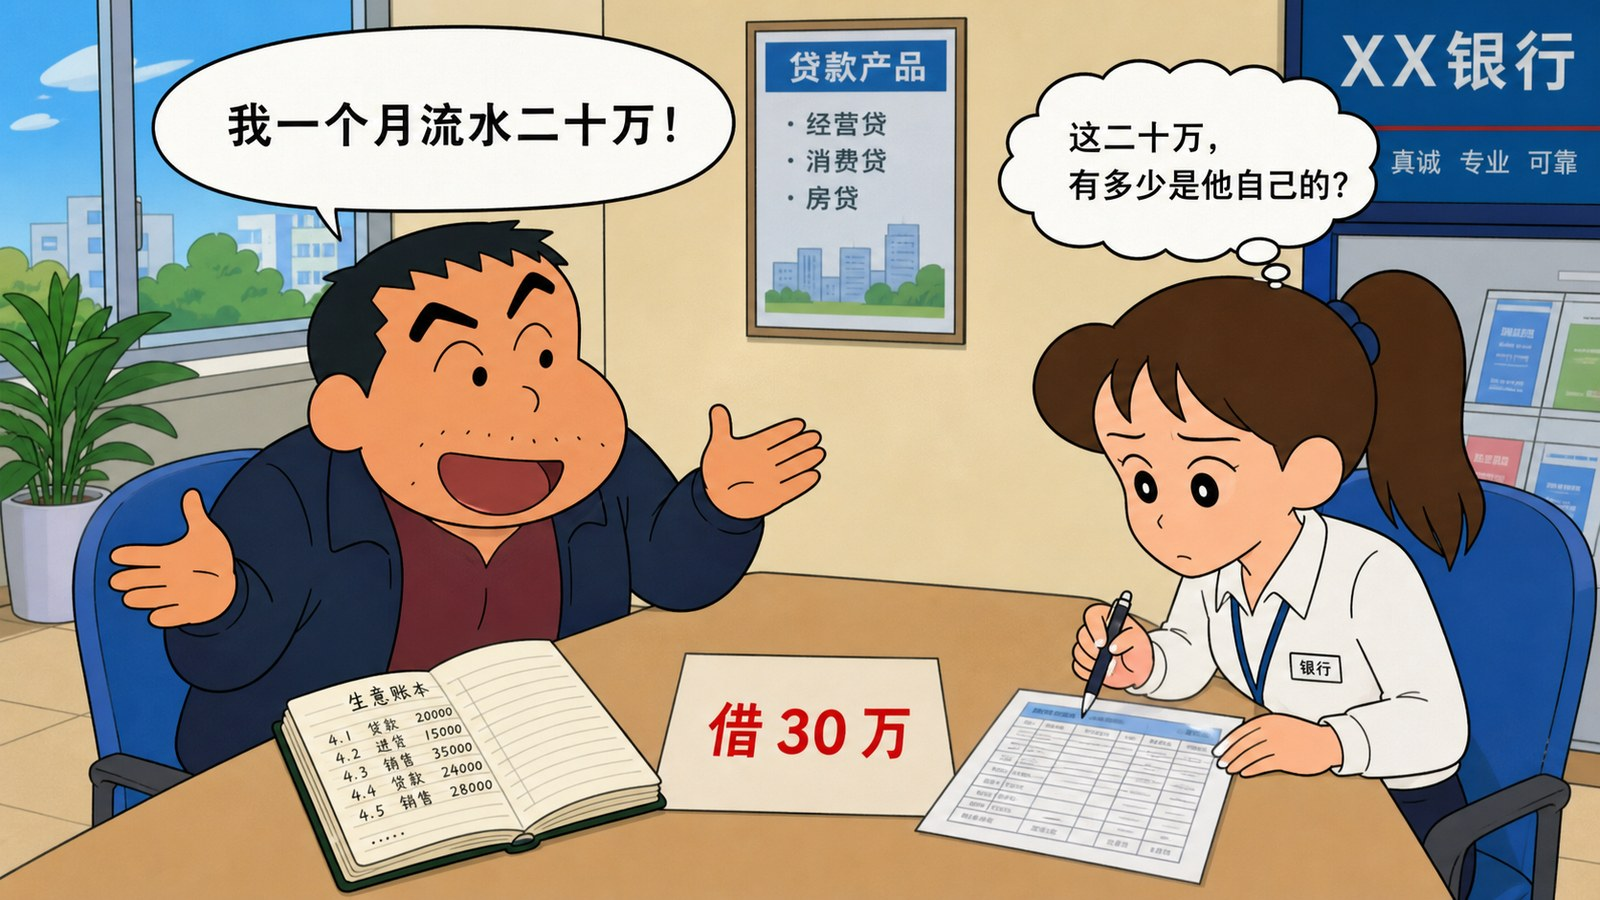 我一个月流水二十万！
贷款产品
· 经营贷
· 消费贷
· 房贷
这二十万，
有多少是他自己的？
XX银行
真诚 专业 可靠
生意账本
4.1 贷款 20000
4.2 进货 15000
4.3 销售 35000
4.4 贷款 24000
4.5 销售 28000
.....
借30万
银行